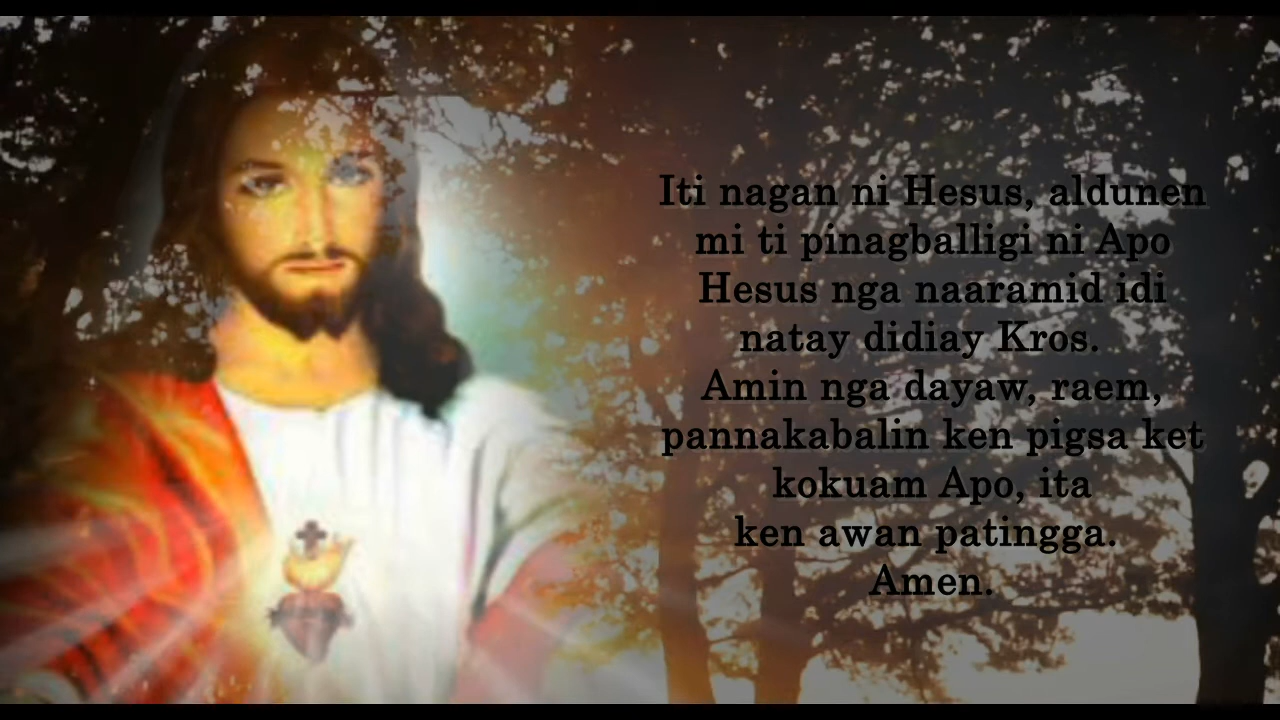 Iti nagan ni Hesus, aldunen
mi ti pinagballigi ni Apo
Hesus nga naaramid idi
natay didiay Kros.
Amin nga dayaw, raem,
pannakabalin ken pigsa ket
kokuam Apo, ita
ken awan patingga.
Amen.